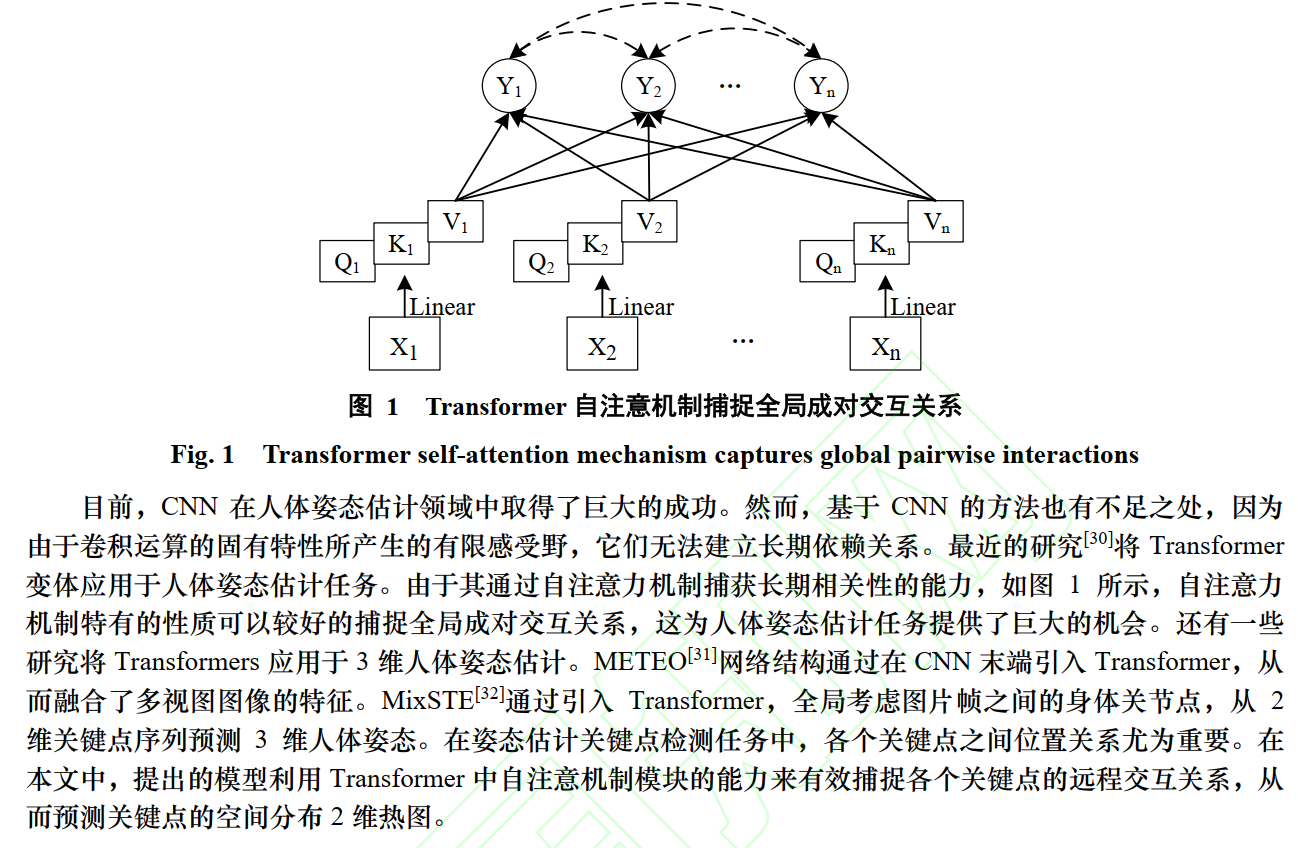 Y1 Y2 ··· Yn
V1 V2 Vn
K1 K2 Kn
Q1 Q2 Qn
Linear Linear Linear
X1 X2 ··· Xn
图 1 Transformer 自注意机制捕捉全局成对交互关系
Fig. 1 Transformer self-attention mechanism captures global pairwise interactions
目前，CNN 在人体姿态估计领域中取得了巨大的成功。然而，基于 CNN 的方法也有不足之处，因为
由于卷积运算的固有特性所产生的有限感受野，它们无法建立长期依赖关系。最近的研究[30]将 Transformer
变体应用于人体姿态估计任务。由于其通过自注意力机制捕获长期相关性的能力，如图 1 所示，自注意力
机制特有的性质可以较好的捕捉全局成对交互关系，这为人体姿态估计任务提供了巨大的机会。还有一些
研究将 Transformers 应用于 3 维人体姿态估计。METEO[31]网络结构通过在 CNN 末端引入 Transformer，从
而融合了多视图图像的特征。MixSTE[32]通过引入 Transformer，全局考虑图片帧之间的身体关节点，从 2
维关键点序列预测 3 维人体姿态。在姿态估计关键点检测任务中，各个关键点之间位置关系尤为重要。在
本文中，提出的模型利用 Transformer 中自注意机制模块的能力来有效捕捉各个关键点的远程交互关系，从
而预测关键点的空间分布 2 维热图。